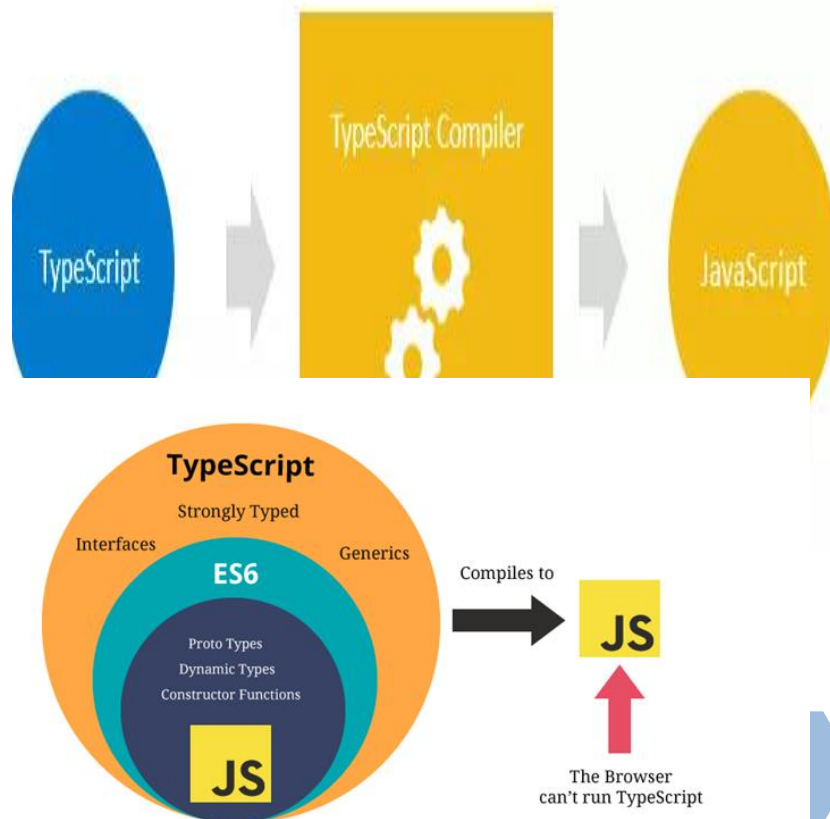 TypeScript Compiler
TypeScript
JavaScript
TypeScript
Strongly Typed
Interfaces
Generics
ES6
Compiles to
Proto Types
Dynamic Types
Constructor Functions
JS
JS
The Browser
can't run TypeScript